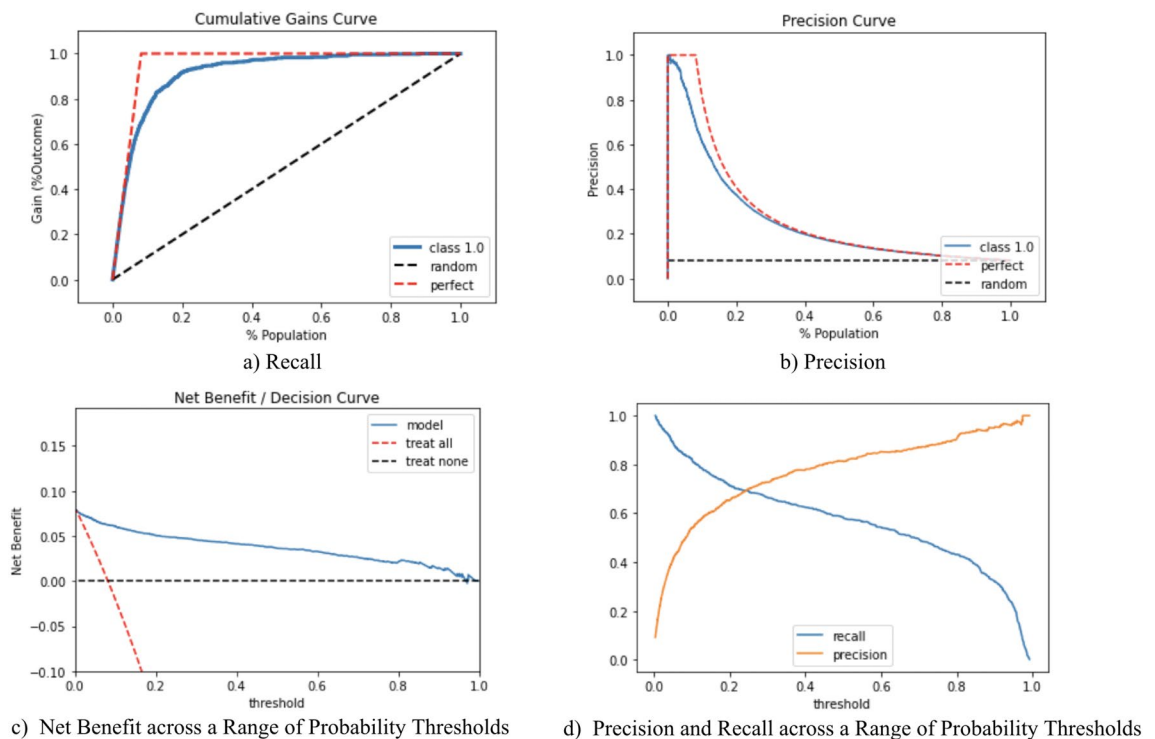 Cumulative Gains Curve
1.0
0.8
0.6
0.4
0.2
0.0
Gain (%Outcome)
class 1.0
random
perfect
0.0 0.2 0.4 0.6 0.8 1.0
% Population
a) Recall
Precision Curve
1.0
0.8
0.6
0.4
0.2
0.0
Precision
class 1.0
perfect
random
0.0 0.2 0.4 0.6 0.8 1.0
% Population
b) Precision
Net Benefit / Decision Curve
0.15
0.10
0.05
0.00
−0.05
−0.10
Net Benefit
model
treat all
treat none
0.0 0.2 0.4 0.6 0.8 1.0
threshold
c) Net Benefit across a Range of Probability Thresholds
1.0
0.8
0.6
0.4
0.2
0.0
recall
precision
0.0 0.2 0.4 0.6 0.8 1.0
threshold
d) Precision and Recall across a Range of Probability Thresholds